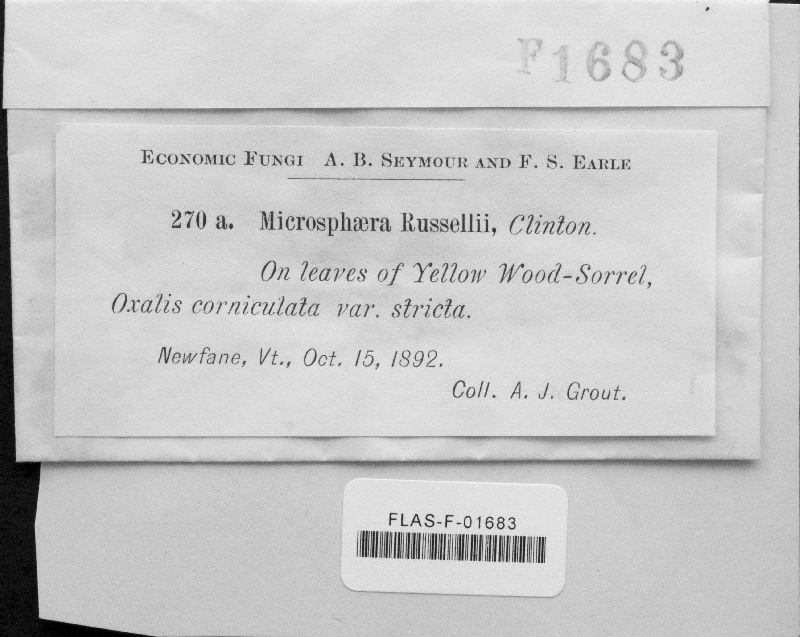 F1683
ECONOMIC FUNGI A. B. SEYMOUR AND F. S. EARLE
270 a. Microsphæra Russellii, Clinton.
On leaves of Yellow Wood-Sorrel,
Oxalis corniculata var. stricta.
Newfane, Vt., Oct. 15, 1892.
Coll. A. J. Grout.
FLAS-F-01683